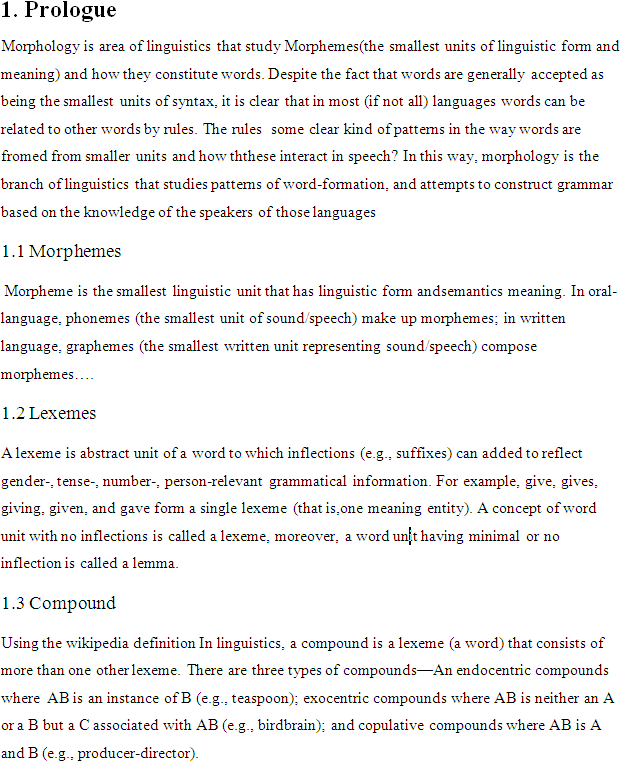 1. Prologue
Morphology is area of linguistics that study Morphemes(the smallest units of linguistic form and
meaning) and how they constitute words. Despite the fact that words are generally accepted as
being the smallest units of syntax, it is clear that in most (if not all) languages words can be
related to other words by rules. The rules  some clear kind of patterns in the way words are
fromed from smaller units and how ththese interact in speech? In this way, morphology is the
branch of linguistics that studies patterns of word-formation, and attempts to construct grammar
based on the knowledge of the speakers of those languages
1.1 Morphemes
Morpheme is the smallest linguistic unit that has linguistic form andsemantics meaning. In oral-
language, phonemes (the smallest unit of sound/speech) make up morphemes; in written
language, graphemes (the smallest written unit representing sound/speech) compose
morphemes….
1.2 Lexemes
A lexeme is abstract unit of a word to which inflections (e.g., suffixes) can added to reflect
gender-, tense-, number-, person-relevant grammatical information. For example, give, gives,
giving, given, and gave form a single lexeme (that is,one meaning entity). A concept of word
unit with no inflections is called a lexeme, moreover, a word unit having minimal or no
inflection is called a lemma.
1.3 Compound
Using the wikipedia definition In linguistics, a compound is a lexeme (a word) that consists of
more than one other lexeme. There are three types of compounds—An endocentric compounds
where AB is an instance of B (e.g., teaspoon); exocentric compounds where AB is neither an A
or a B but a C associated with AB (e.g., birdbrain); and copulative compounds where AB is A
and B (e.g., producer-director).